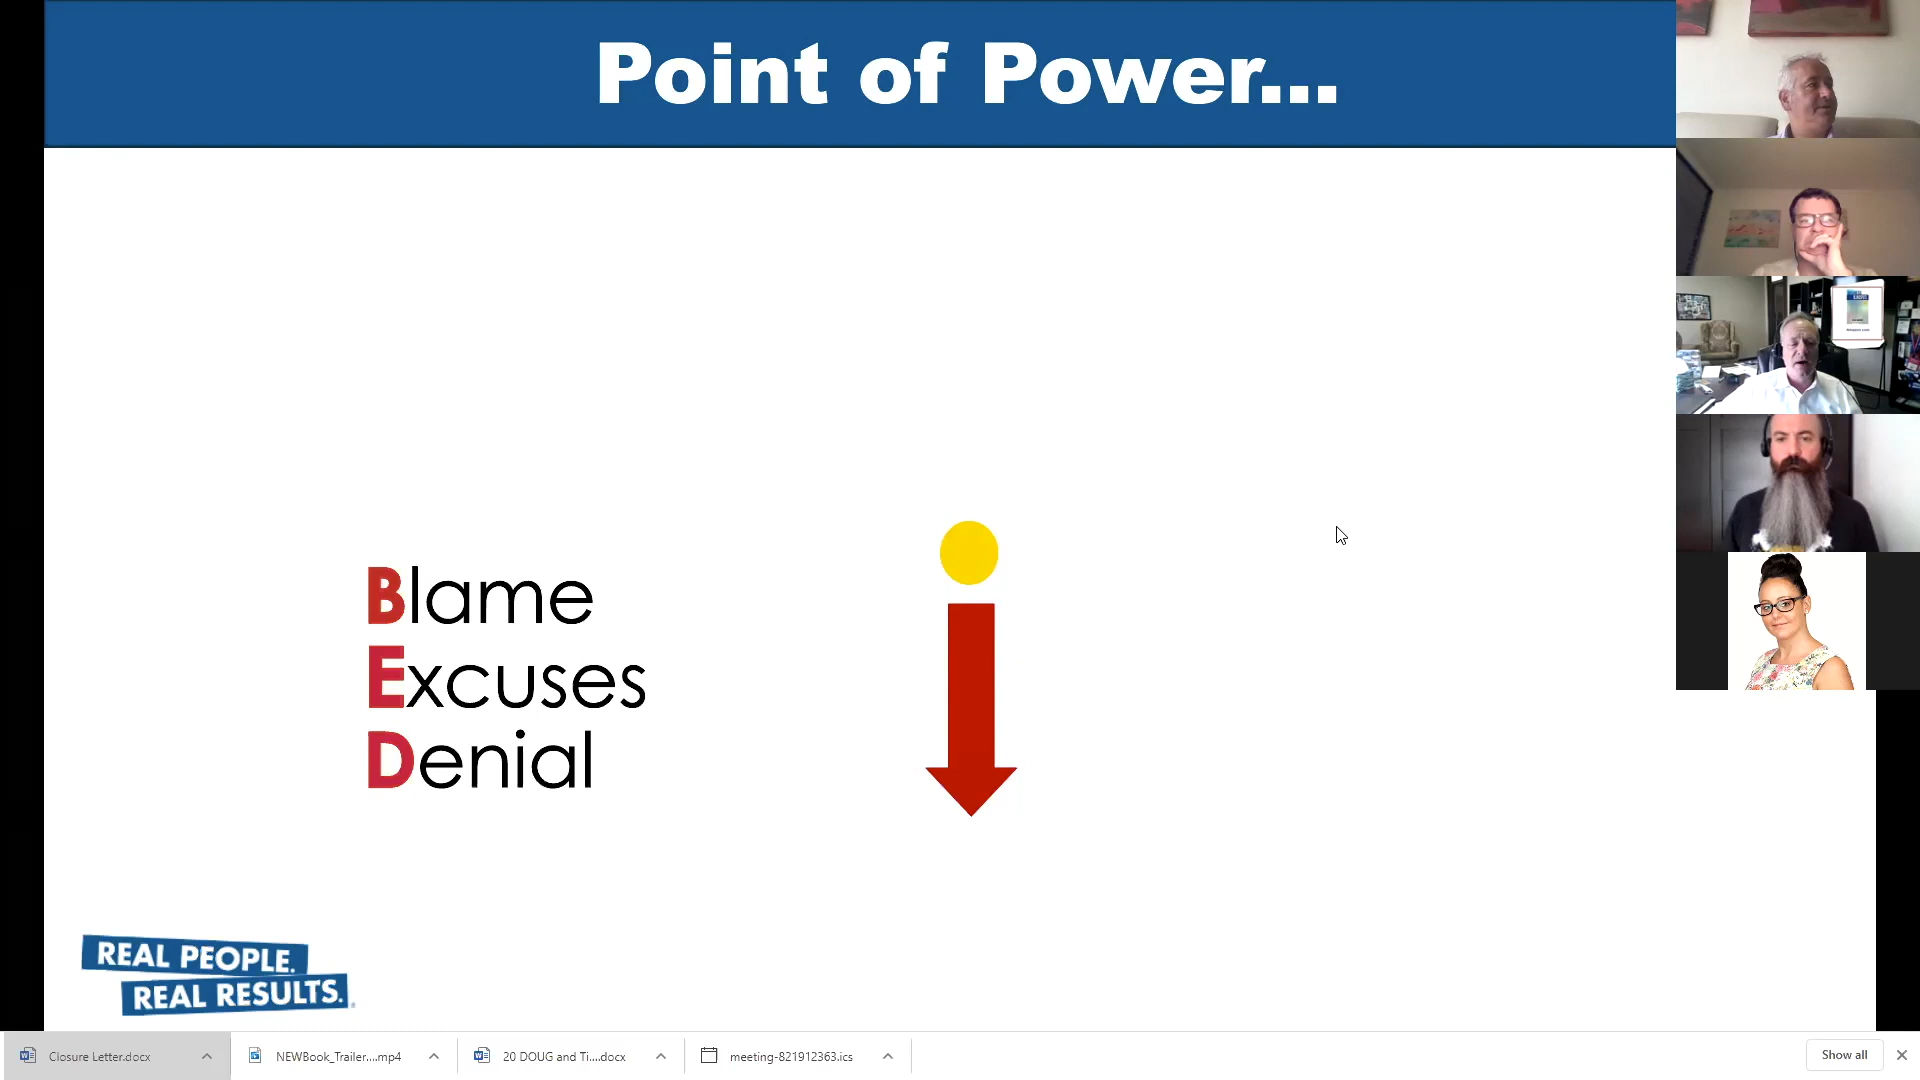 Point of Power...
Blame
Excuses
Denial
REAL PEOPLE.
REAL RESULTS.
Closure Letter.docx
NEWBook_Trailer....mp4
20 DOUG and Ti....docx
meeting-821912363.ics
Show all